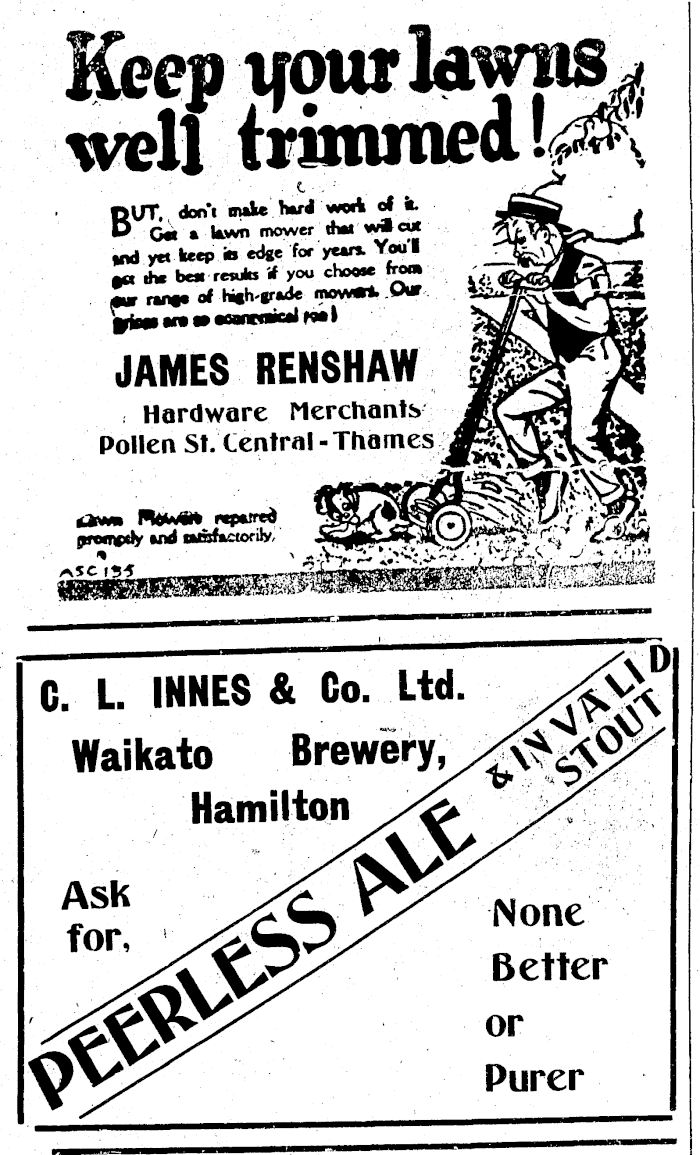 Keep your lawns
well trimmed!
BUT, don't make hard work of it.
Get a lawn mower that will cut
and yet keep its edge for years. You'll
get the best results if you choose from
our range of high-grade mowers. Our
prices are so economical too!
JAMES RENSHAW
Hardware Merchants
Pollen St. Central - Thames
Lawn Mowers repaired
promptly and satisfactorily.
ASC 135
C. L. INNES & Co. Ltd.
Waikato Brewery,
Hamilton
Ask
for,
PEERLESS ALE & INVALID
STOUT
None
Better
or
Purer